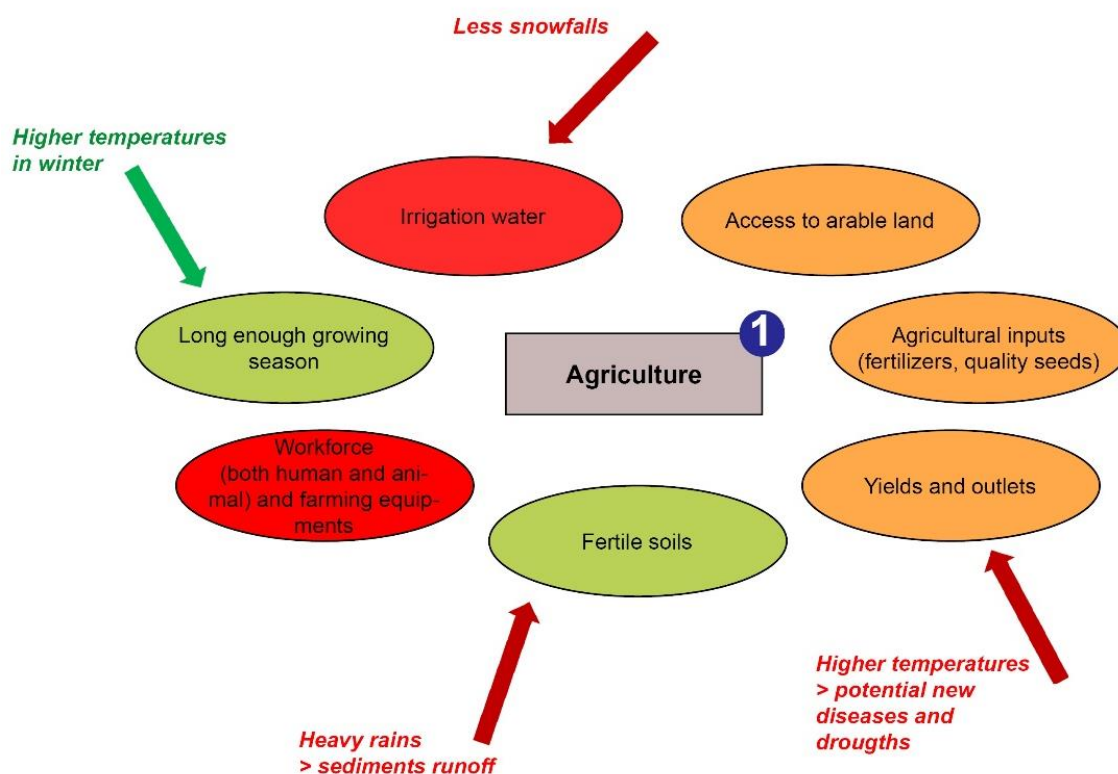 Less snowfalls
Higher temperatures
in winter
Irrigation water
Access to arable land
Long enough growing
season
1
Agriculture
Agricultural inputs
(fertilizers, quality seeds)
Workforce
(both human and ani-
mal) and farming equip-
ments
Yields and outlets
Fertile soils
Higher temperatures
> potential new
diseases and
drougths
Heavy rains
> sediments runoff